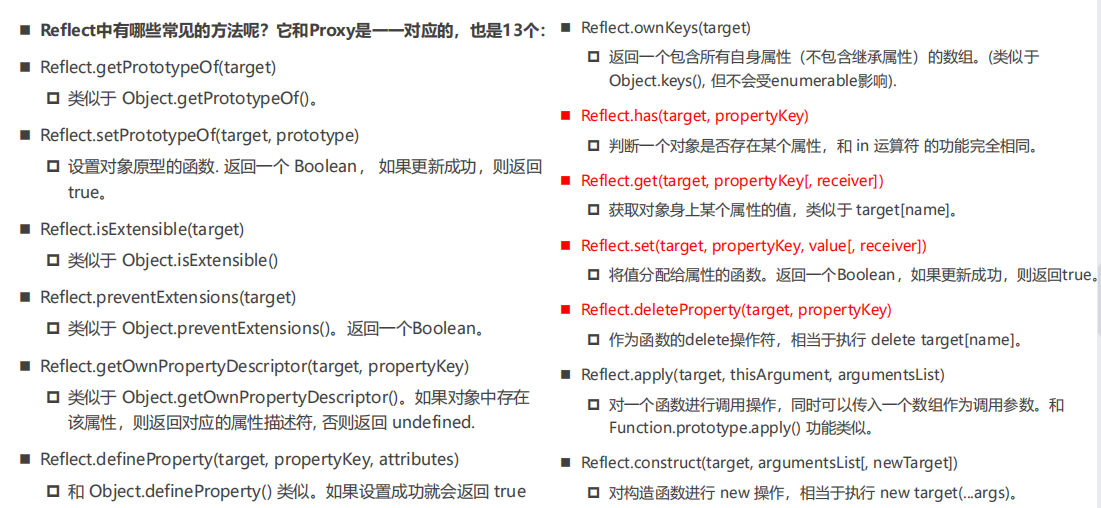 Reflect中有哪些常见的方法呢？它和Proxy是一一对应的，也是13个：
Reflect.getPrototypeOf(target)
类似于 Object.getPrototypeOf()。
Reflect.setPrototypeOf(target, prototype)
设置对象原型的函数. 返回一个 Boolean， 如果更新成功，则返回
true。
Reflect.isExtensible(target)
类似于 Object.isExtensible()
Reflect.preventExtensions(target)
类似于 Object.preventExtensions()。返回一个Boolean。
Reflect.getOwnPropertyDescriptor(target, propertyKey)
类似于 Object.getOwnPropertyDescriptor()。如果对象中存在
该属性，则返回对应的属性描述符, 否则返回 undefined.
Reflect.defineProperty(target, propertyKey, attributes)
和 Object.defineProperty() 类似。如果设置成功就会返回 true
Reflect.ownKeys(target)
返回一个包含所有自身属性（不包含继承属性）的数组。(类似于
Object.keys(), 但不会受enumerable影响).
Reflect.has(target, propertyKey)
判断一个对象是否存在某个属性，和 in 运算符 的功能完全相同。
Reflect.get(target, propertyKey[, receiver])
获取对象身上某个属性的值，类似于 target[name]。
Reflect.set(target, propertyKey, value[, receiver])
将值分配给属性的函数。返回一个Boolean，如果更新成功，则返回true。
Reflect.deleteProperty(target, propertyKey)
作为函数的delete操作符，相当于执行 delete target[name]。
Reflect.apply(target, thisArgument, argumentsList)
对一个函数进行调用操作，同时可以传入一个数组作为调用参数。和
Function.prototype.apply() 功能类似。
Reflect.construct(target, argumentsList[, newTarget])
对构造函数进行 new 操作，相当于执行 new target(...args)。